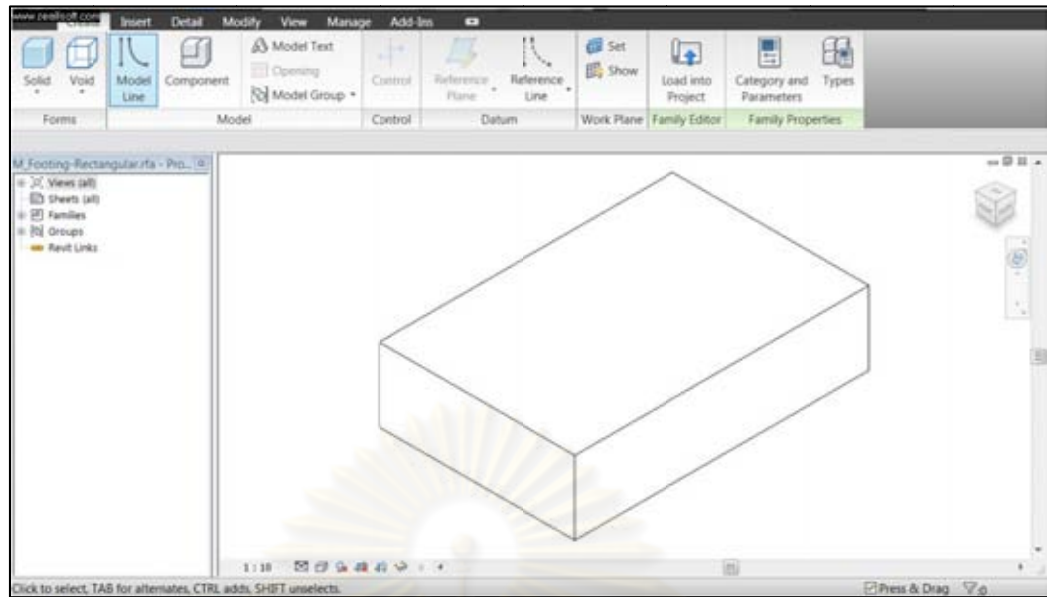 www.zeallsoft.com
Create Insert Detail Modify View Manage Add-Ins
Solid Void Model Line Component Model Text Opening Model Group Control Reference Plane Reference Line Set Show Load into Project Category and Parameters Types
Forms Model Control Datum Work Plane Family Editor Family Properties
M_Footing-Rectangular.rfa - Pro...
Views (all)
Sheets (all)
Families
Groups
Revit Links
1 : 10
Click to select, TAB for alternates, CTRL adds, SHIFT unselects.
Press & Drag :0